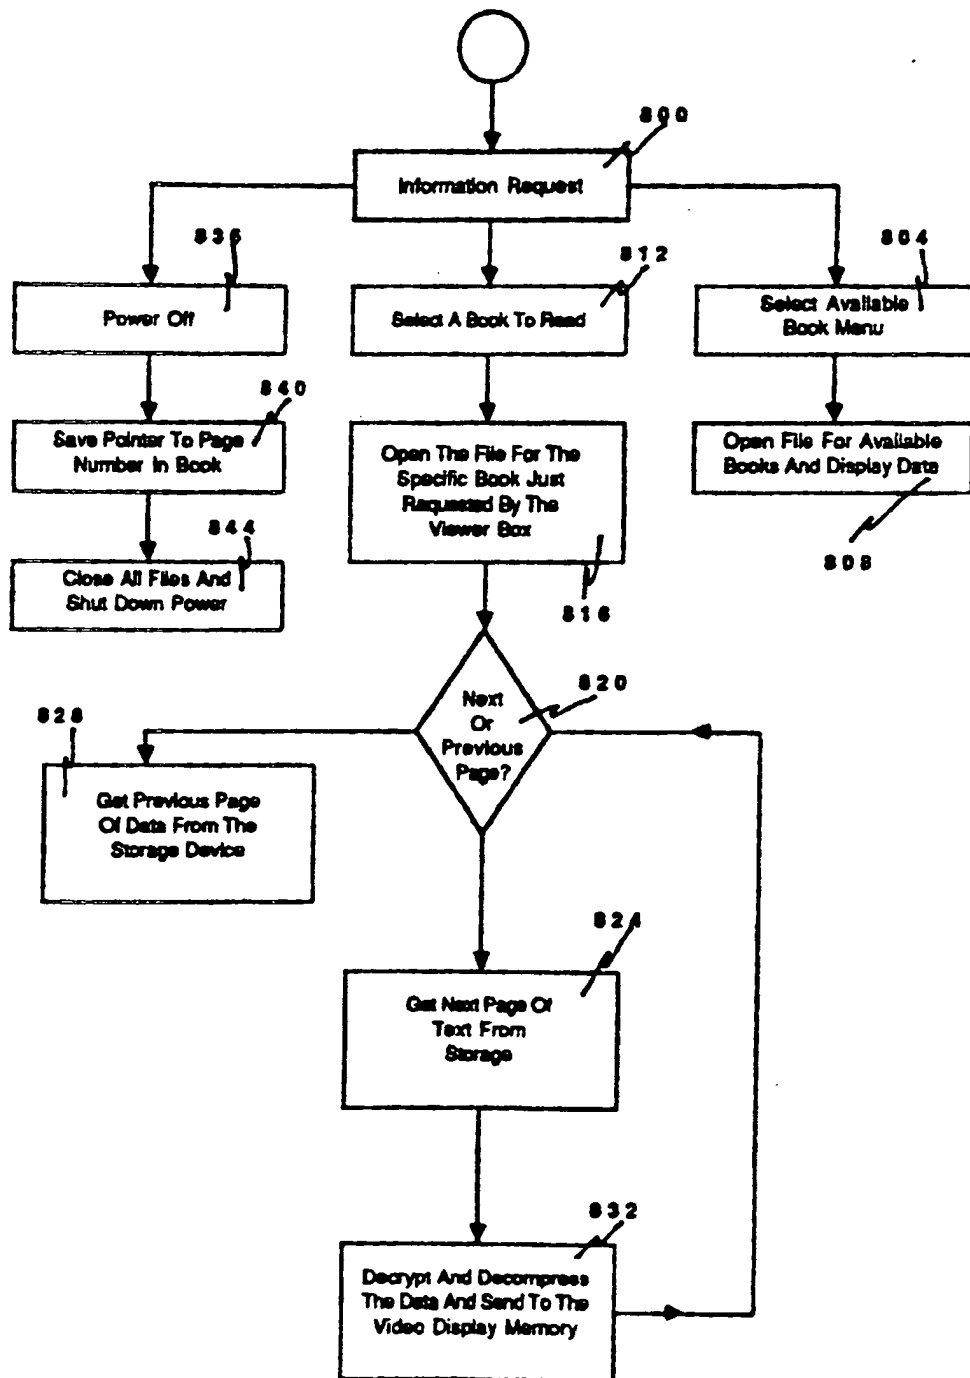 800
Information Request
836
812
804
Power Off
Select A Book To Read
Select Available
Book Menu
840
Save Pointer To Page
Number In Book
Open The File For The
Specific Book Just
Requested By The
Viewer Box
Open File For Available
Books And Display Data
844
Close All Files And
Shut Down Power
808
816
820
Next
Or
Previous
Page?
828
Get Previous Page
Of Data From The
Storage Device
824
Get Next Page Of
Text From
Storage
832
Decrypt And Decompress
The Data And Send To The
Video Display Memory